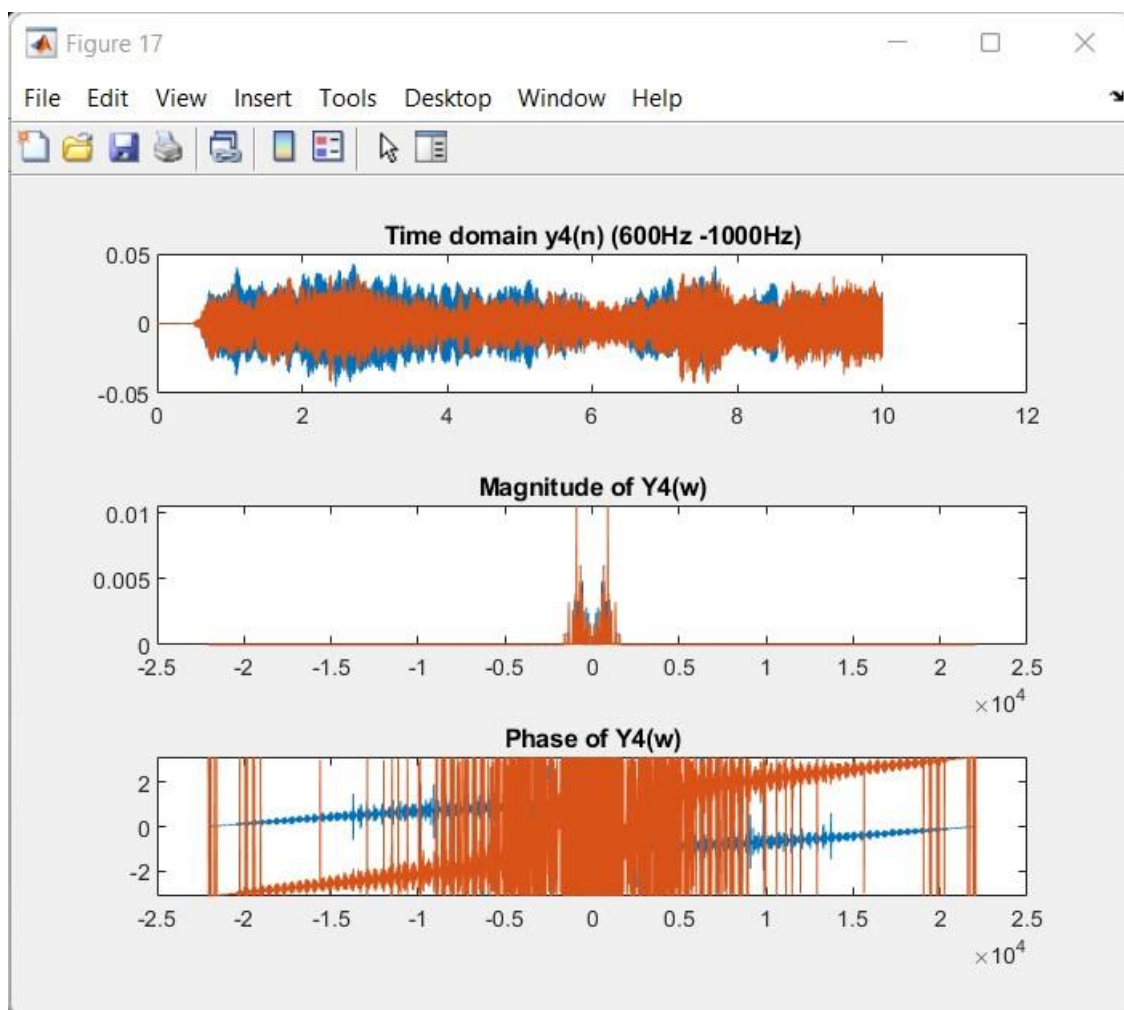 Figure 17
File Edit View Insert Tools Desktop Window Help
Time domain y4(n) (600Hz -1000Hz)
0.05
0
-0.05
0 2 4 6 8 10 12
Magnitude of Y4(w)
0.01
0.005
0
-2.5 -2 -1.5 -1 -0.5 0 0.5 1 1.5 2 2.5
×10^4
Phase of Y4(w)
2
0
-2
-2.5 -2 -1.5 -1 -0.5 0 0.5 1 1.5 2 2.5
×10^4